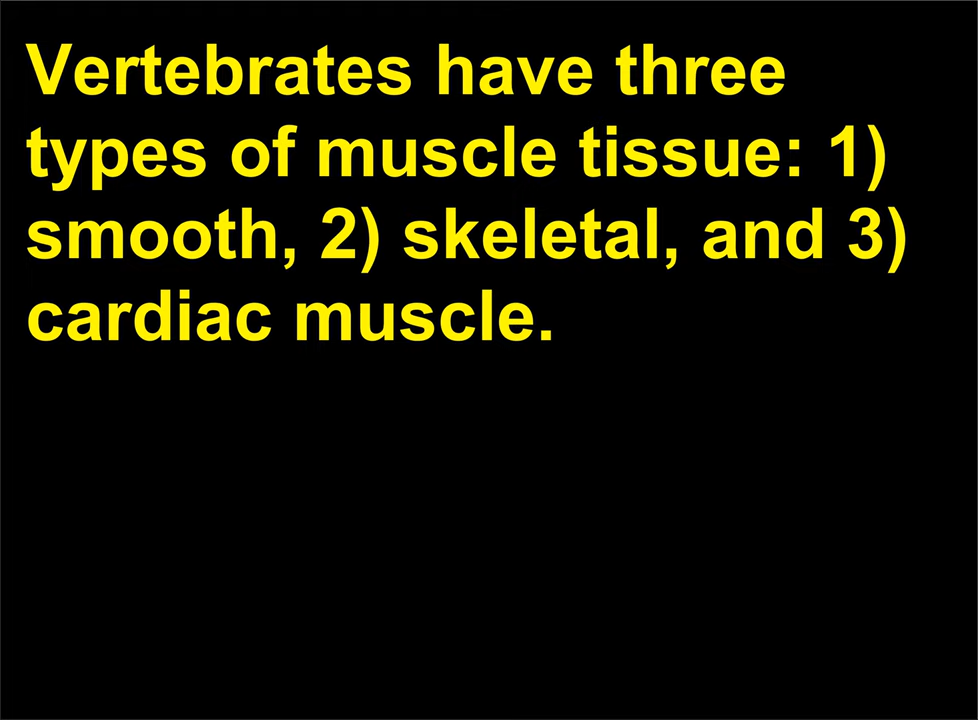 Vertebrates have three
types of muscle tissue: 1)
smooth, 2) skeletal, and 3)
cardiac muscle.